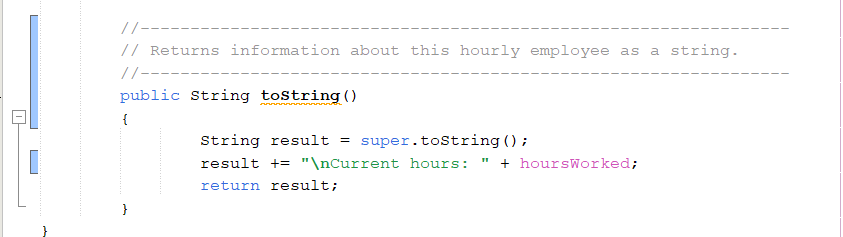 //-----------------------------------------------------------------
// Returns information about this hourly employee as a string.
//-----------------------------------------------------------------
public String toString()
{
String result = super.toString();
result += "\nCurrent hours: " + hoursWorked;
return result;
}
}